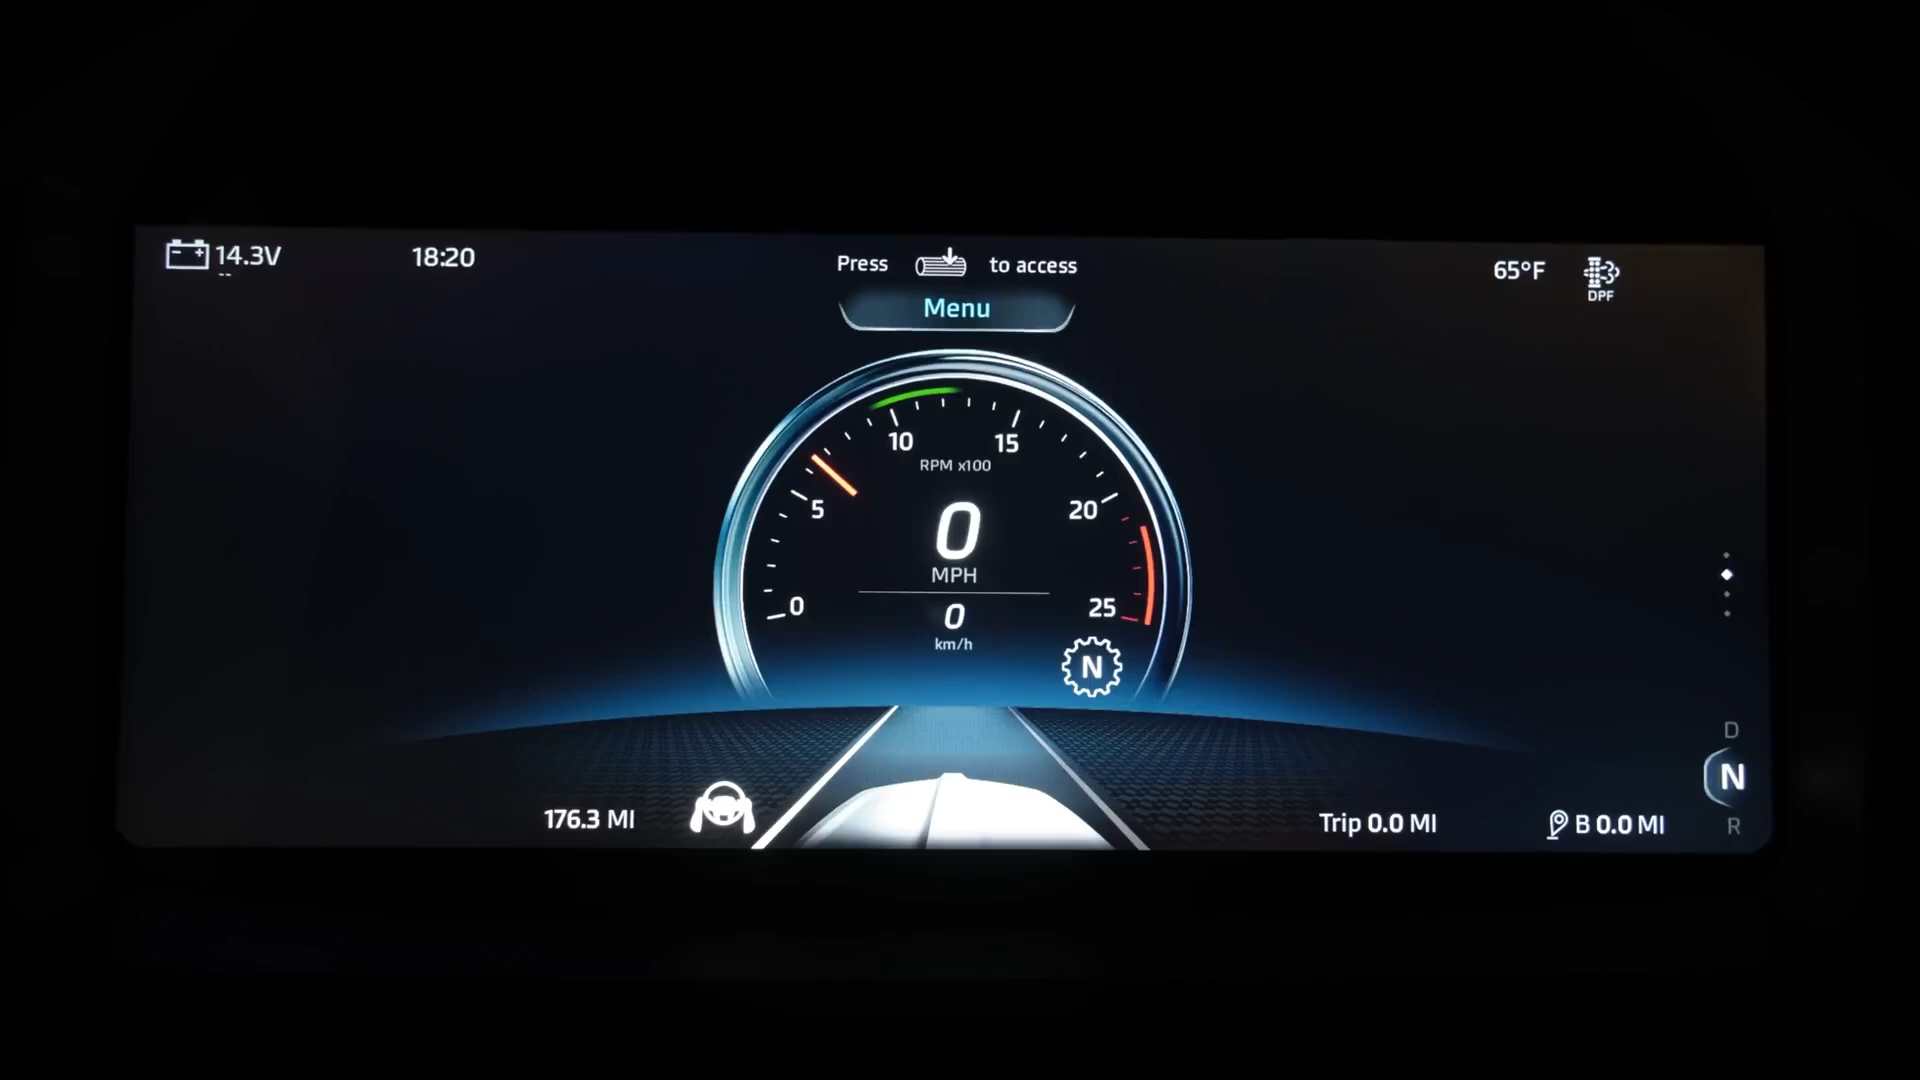 14.3V
--
18:20
Press to access
Menu
65°F
DPF
10
15
RPM x100
5
20
0
MPH
0
25
0
km/h
N
D
N
R
176.3 MI
Trip 0.0 MI
B 0.0 MI